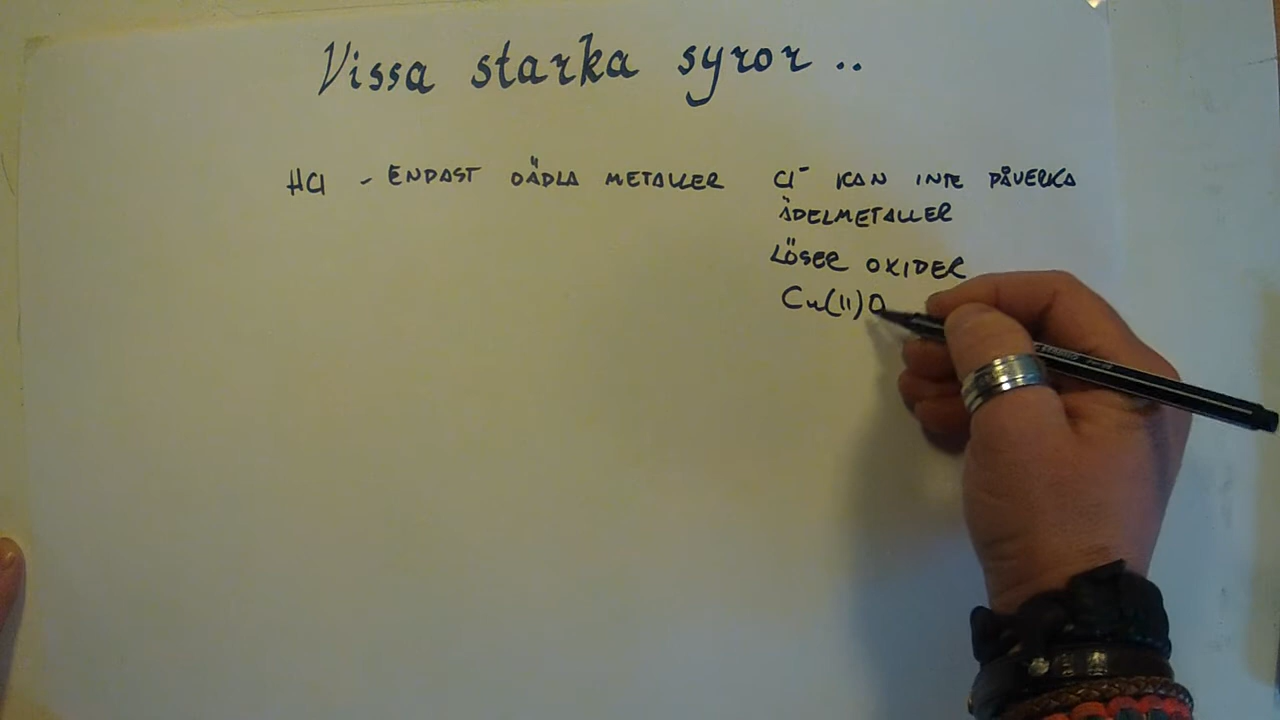 Vissa starka syror ..
HCl - ENDAST OÄDLA METALLER Cl⁻ KAN INTE PÅVERKA
ÄDELMETALLER
LÖSER OXIDER
Cu(II)O